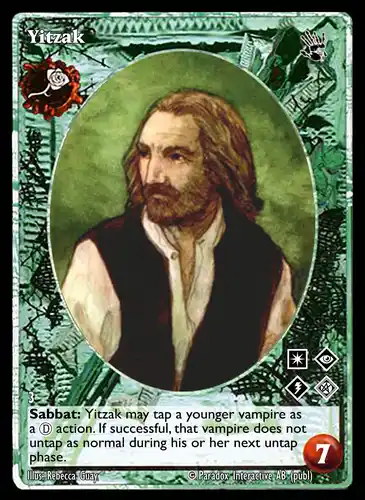 Yitzak
3
Sabbat: Yitzak may tap a younger vampire as
a Ⓓ action. If successful, that vampire does not
untap as normal during his or her next untap
phase.
7
Illus: Rebecca Guay
© Paradox Interactive AB (publ)